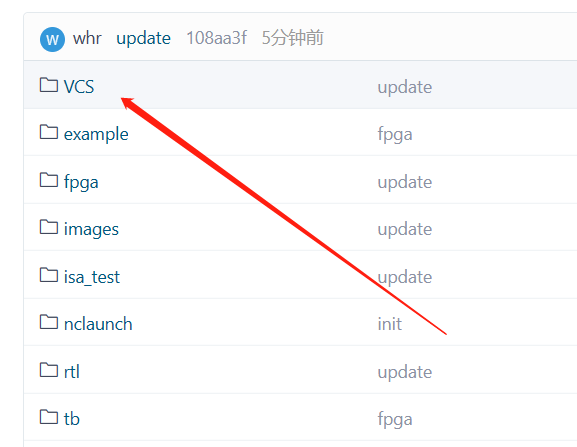 W whr update 108aa3f 5分钟前
VCS update
example fpga
fpga update
images update
isa_test update
nclaunch init
rtl update
tb fpga